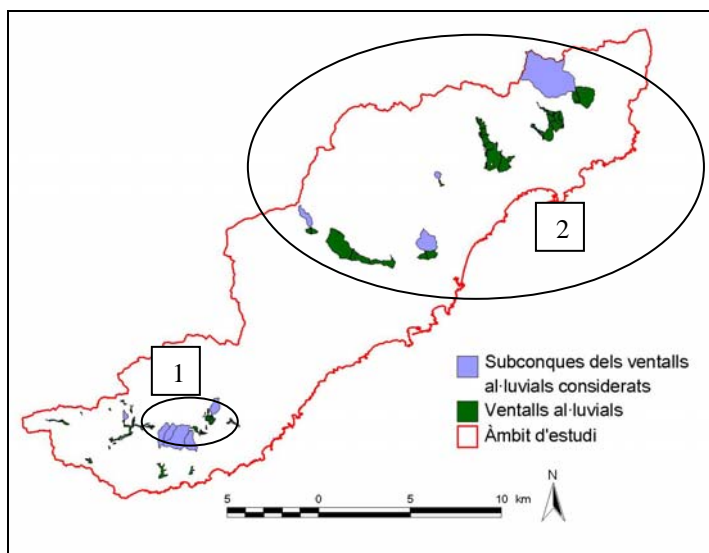 2
1
Subconques dels ventalls
al·luvials considerats
Ventalls al·luvials
Àmbit d'estudi
N
5 0 5 10 km